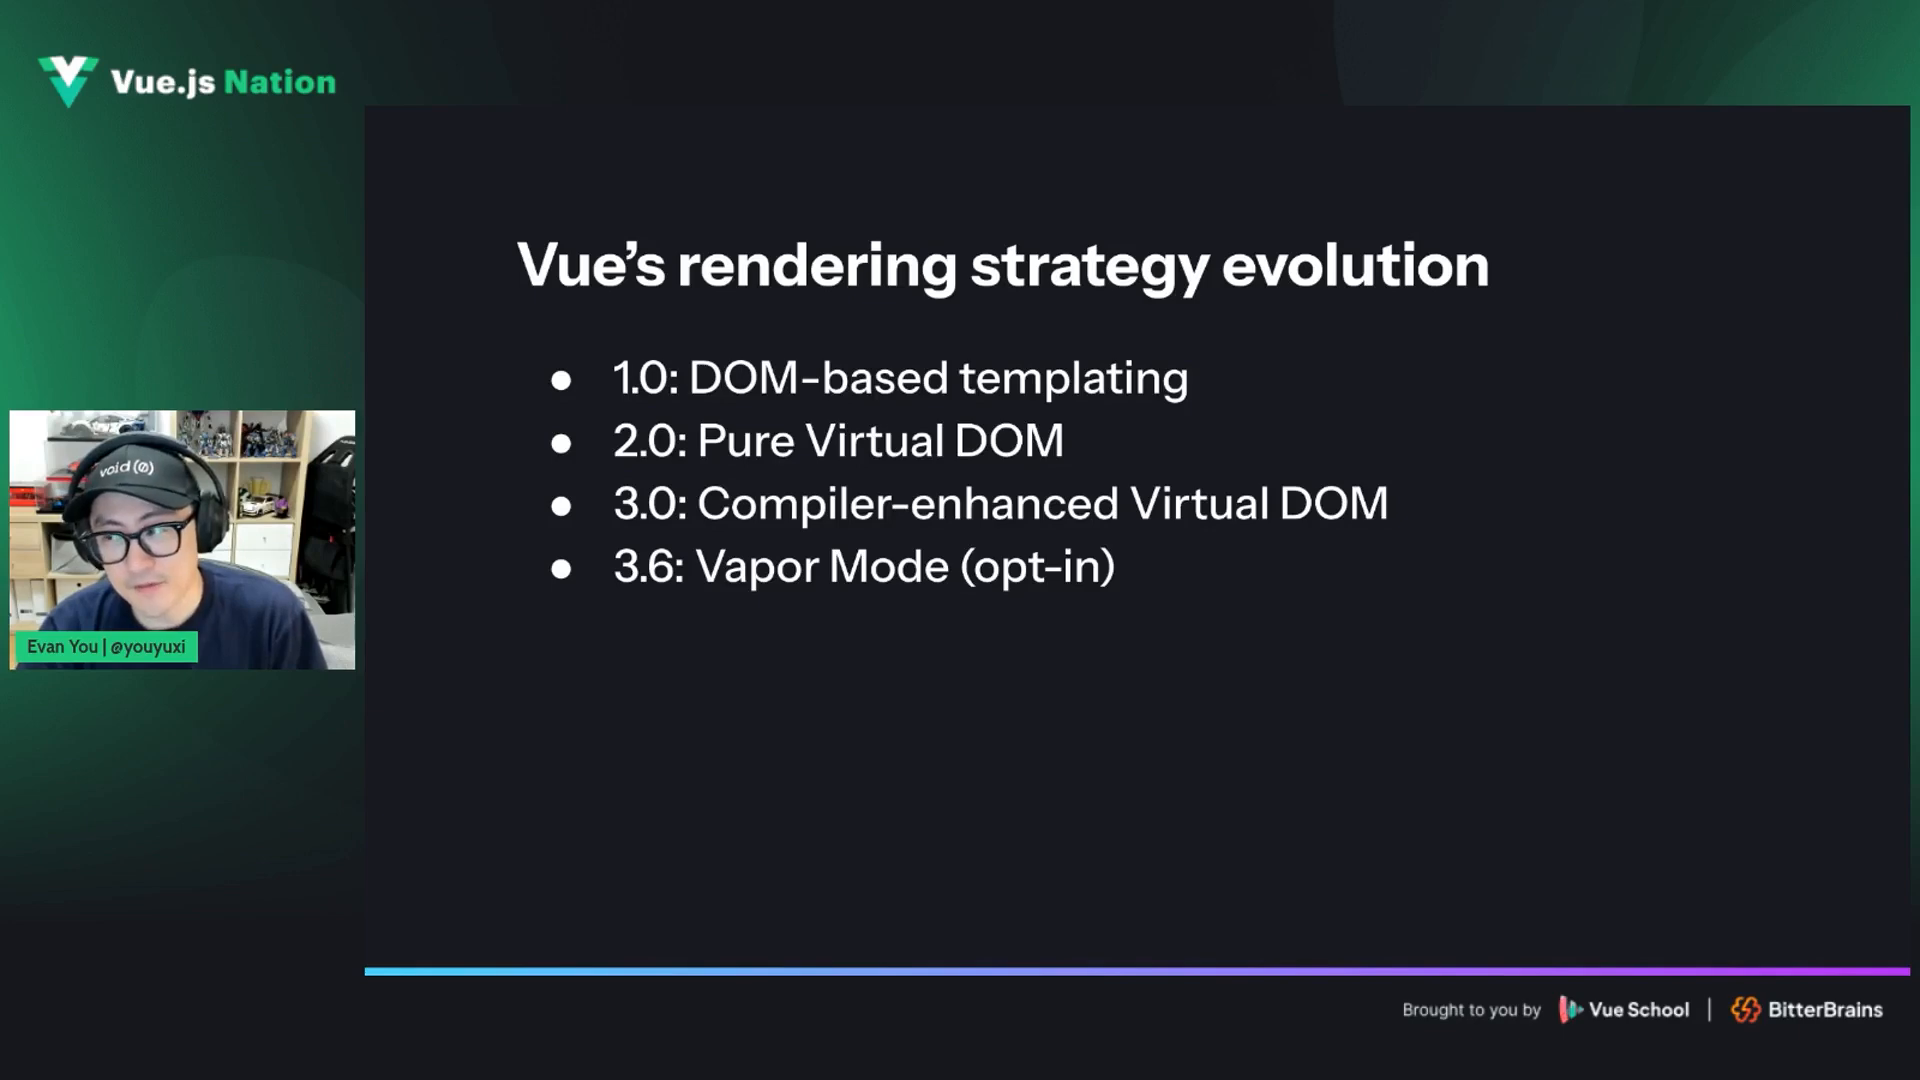 Vue.js Nation
Vue's rendering strategy evolution
● 1.0: DOM-based templating
● 2.0: Pure Virtual DOM
● 3.0: Compiler-enhanced Virtual DOM
● 3.6: Vapor Mode (opt-in)
void(0)
Evan You | @youyuxi
Brought to you by Vue School | BitterBrains